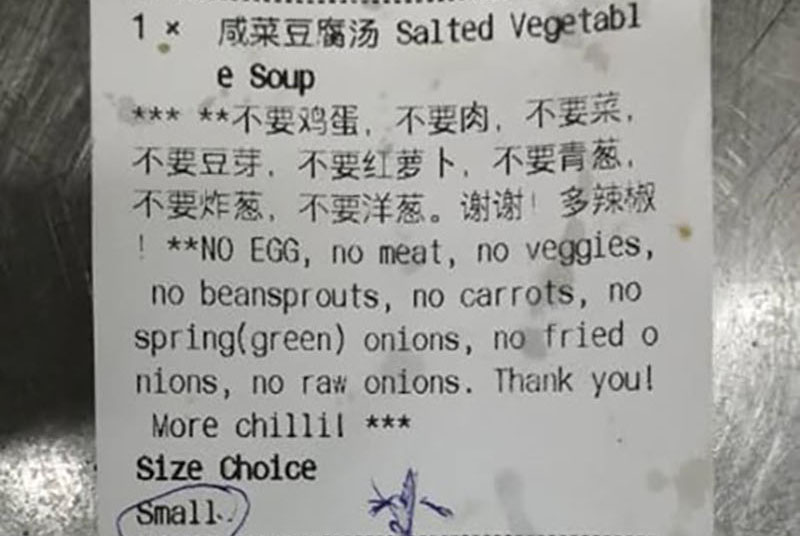 1 × 咸菜豆腐汤 Salted Vegetabl
e Soup
*** **不要鸡蛋, 不要肉, 不要菜,
不要豆芽, 不要红萝卜, 不要青葱,
不要炸葱, 不要洋葱。谢谢! 多辣椒
! **NO EGG, no meat, no veggies,
no beansprouts, no carrots, no
spring(green) onions, no fried o
nions, no raw onions. Thank you!
More chilli! ***
Size Choice
Small